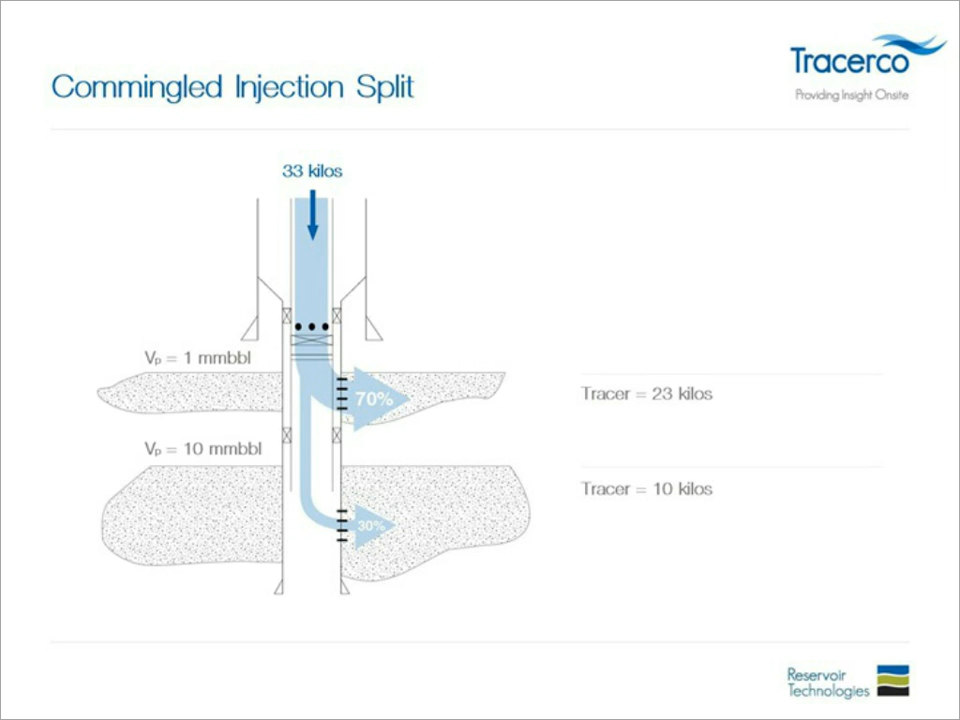 Tracerco
Providing Insight Onsite
Commingled Injection Split
33 kilos
Vₚ = 1 mmbbl
70%
Tracer = 23 kilos
Vₚ = 10 mmbbl
Tracer = 10 kilos
30%
Reservoir
Technologies